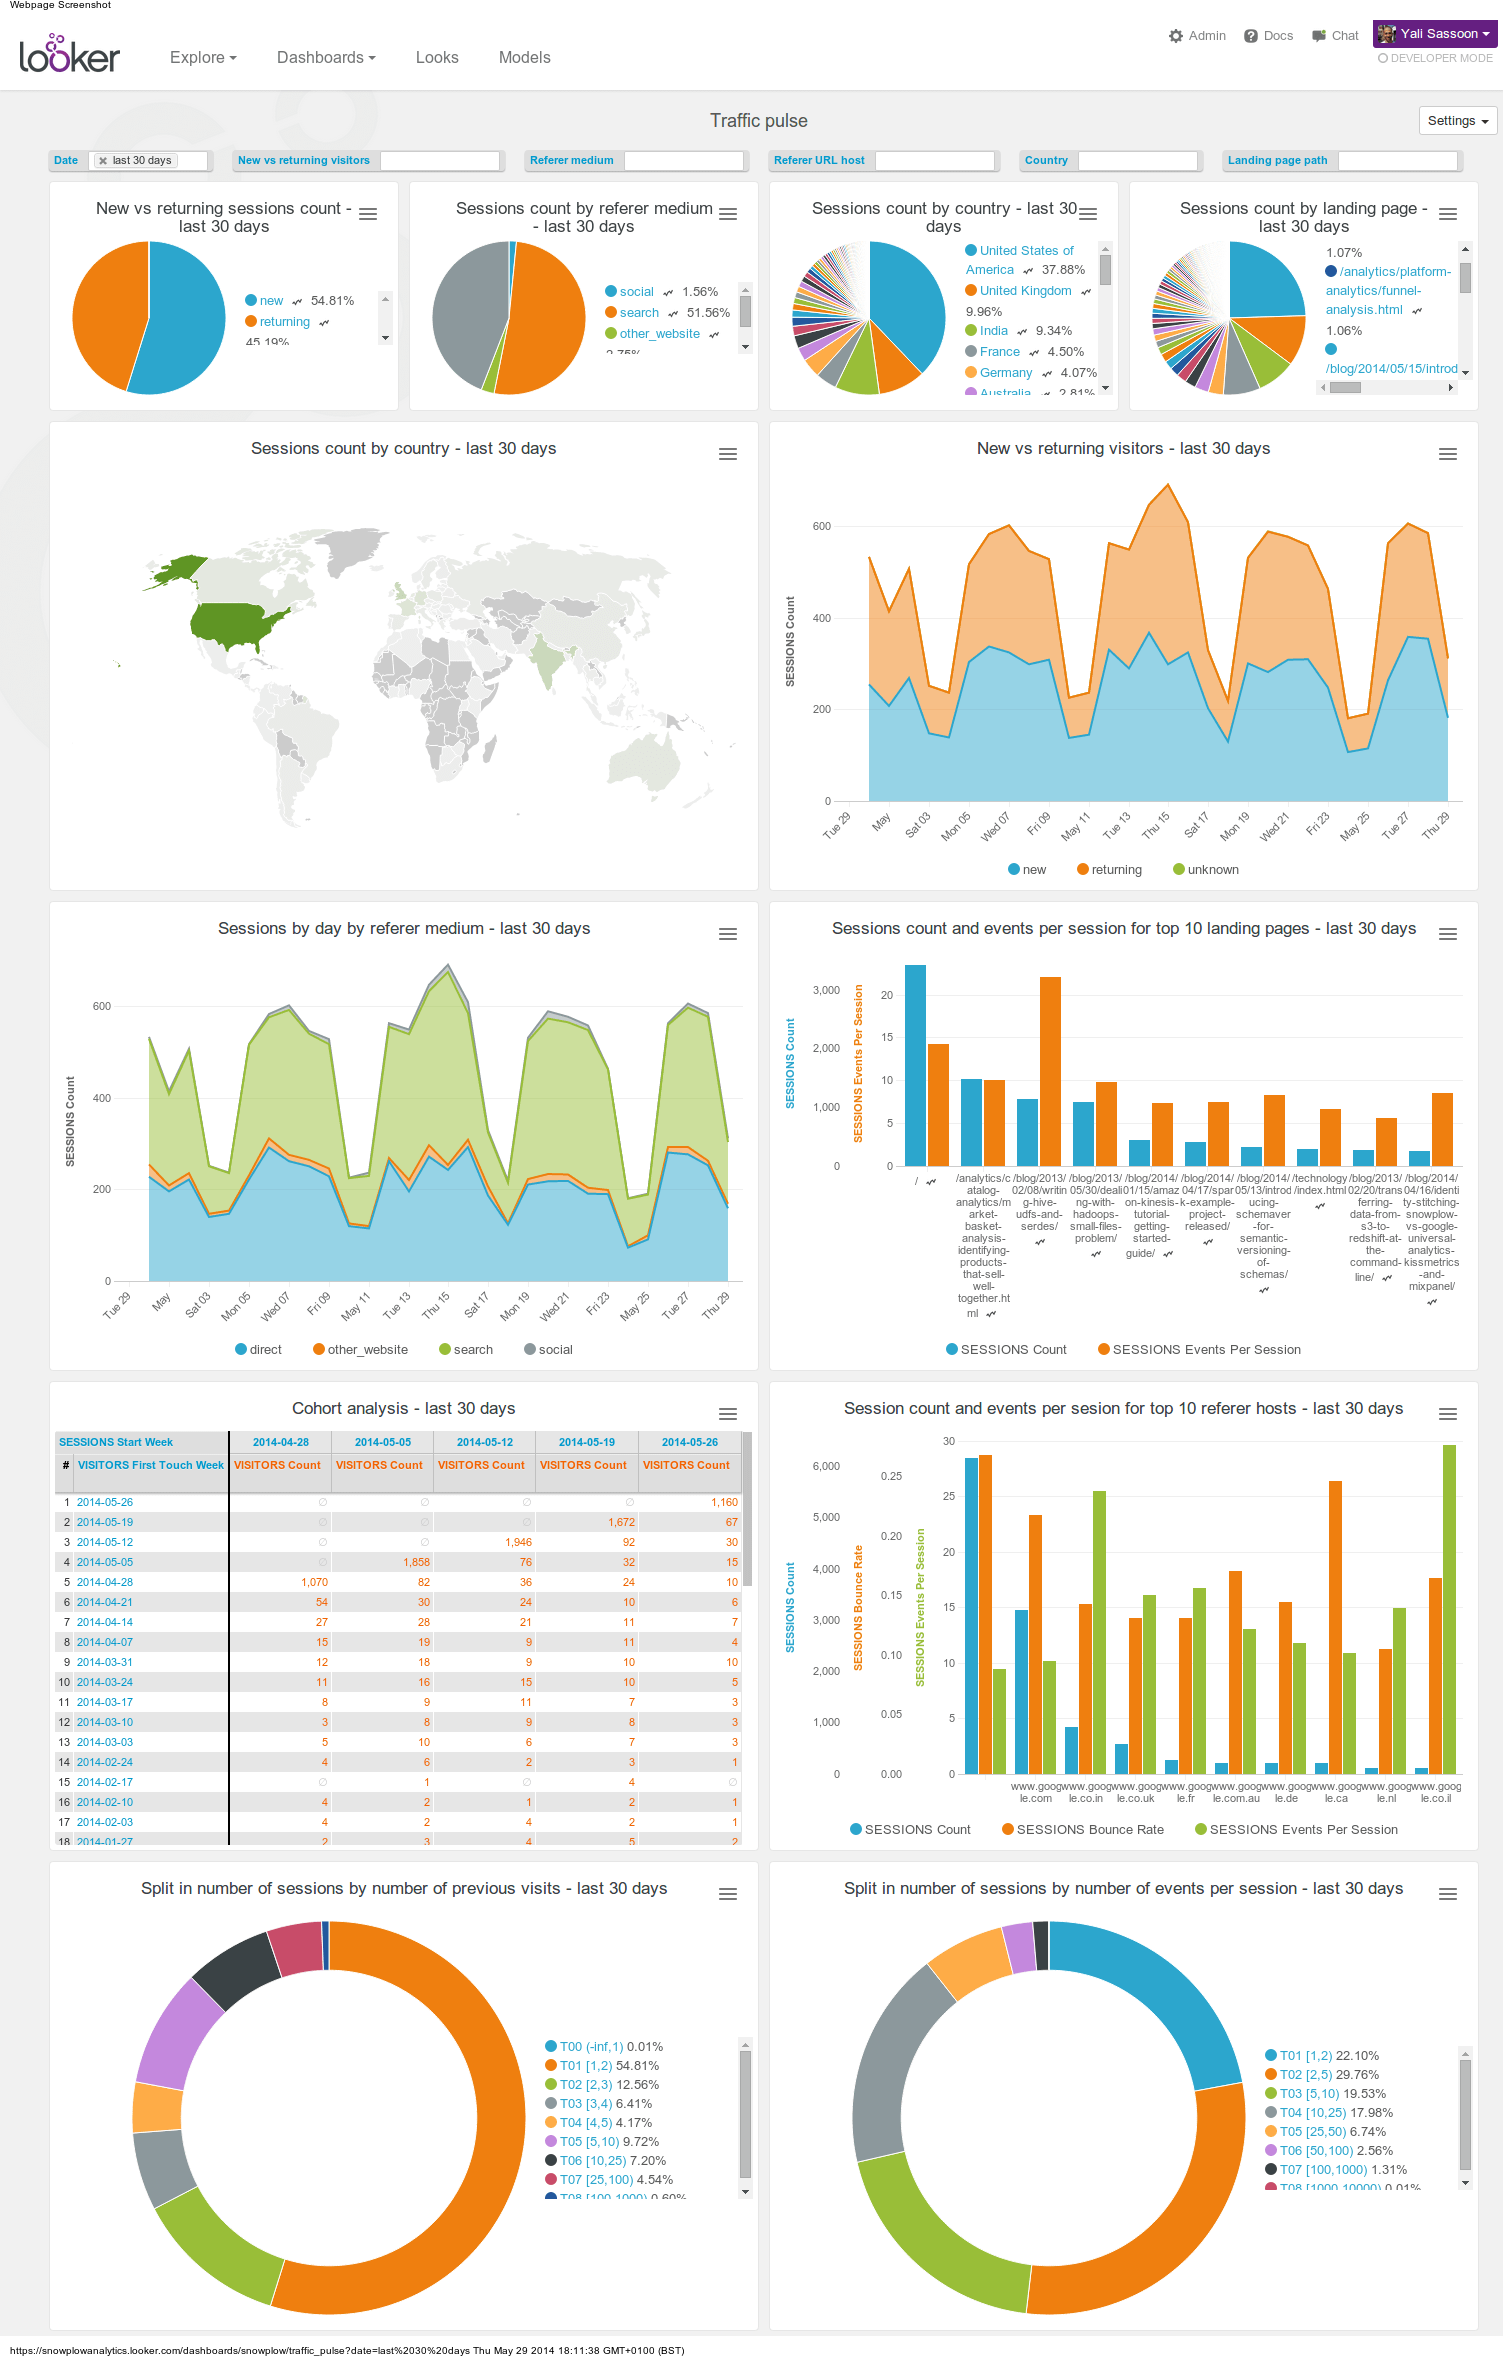 Webpage Screenshot
looker
Explore
Dashboards
Looks
Models
Admin
Docs
Chat
Yali Sassoon
DEVELOPER MODE
Traffic pulse
Settings
Date
last 30 days
New vs returning visitors
Referer medium
Referer URL host
Country
Landing page path
New vs returning sessions count -
last 30 days
new 54.81%
returning
45.19%
Sessions count by referer medium
- last 30 days
social 1.56%
search 51.56%
other_website
2.75%
Sessions count by country - last 30
days
United States of
America 37.88%
United Kingdom
9.96%
India 9.34%
France 4.50%
Germany 4.07%
Australia 2.81%
Sessions count by landing page -
last 30 days
1.07%
/analytics/platform-
analytics/funnel-
analysis.html
1.06%
/blog/2014/05/15/introd
Sessions count by country - last 30 days
New vs returning visitors - last 30 days
SESSIONS Count
600
400
200
0
Tue 29
May
Sat 03
Mon 05
Wed 07
Fri 09
May 11
Tue 13
Thu 15
Sat 17
Mon 19
Wed 21
Fri 23
May 25
Tue 27
Thu 29
new
returning
unknown
Sessions by day by referer medium - last 30 days
SESSIONS Count
600
400
200
0
Tue 29
May
Sat 03
Mon 05
Wed 07
Fri 09
May 11
Tue 13
Thu 15
Sat 17
Mon 19
Wed 21
Fri 23
May 25
Tue 27
Thu 29
direct
other_website
search
social
Sessions count and events per session for top 10 landing pages - last 30 days
SESSIONS Count
3,000
2,000
1,000
0
SESSIONS Events Per Session
20
15
10
5
0
/
/analytics/c
atalog-
analytics/m
arket-
basket-
analysis-
identifying-
products-
that-sell-
well-
together.ht
ml
/blog/2013/
02/08/writin
g-hive-
udfs-and-
serdes/
/blog/2013/
05/30/deali
ng-with-
hadoops-
small-files-
problem/
/blog/2014/
01/15/amaz
on-kinesis-
tutorial-
getting-
started-
guide/
/blog/2014/
04/17/spar
k-example-
project-
released/
/blog/2014/
05/13/introd
ucing-
schemaver
-for-
semantic-
versioning-
of-
schemas/
/technology
/index.html
/blog/2013/
02/20/trans
ferring-
data-from-
s3-to-
redshift-at-
the-
command-
line/
/blog/2014/
04/16/identi
ty-stitching-
snowplow-
vs-google-
universal-
analytics-
kissmetrics
-and-
mixpanel/
SESSIONS Count
SESSIONS Events Per Session
Cohort analysis - last 30 days
SESSIONS Start Week 2014-04-28 2014-05-05 2014-05-12 2014-05-19 2014-05-26
# VISITORS First Touch Week VISITORS Count VISITORS Count VISITORS Count VISITORS Count VISITORS Count
1 2014-05-26 ∅ ∅ ∅ ∅ 1,160
2 2014-05-19 ∅ ∅ ∅ 1,672 67
3 2014-05-12 ∅ ∅ 1,946 92 30
4 2014-05-05 ∅ 1,858 76 32 15
5 2014-04-28 1,070 82 36 24 10
6 2014-04-21 54 30 24 10 6
7 2014-04-14 27 28 21 11 7
8 2014-04-07 15 19 9 11 4
9 2014-03-31 12 18 9 10 10
10 2014-03-24 11 16 15 10 5
11 2014-03-17 8 9 11 7 3
12 2014-03-10 3 8 9 8 3
13 2014-03-03 5 10 6 7 3
14 2014-02-24 4 6 2 3 1
15 2014-02-17 ∅ 1 ∅ 4 ∅
16 2014-02-10 4 2 1 2 1
17 2014-02-03 4 2 4 2 1
18 2014-01-27 2 3 4 5 2
Session count and events per sesion for top 10 referer hosts - last 30 days
SESSIONS Count
6,000
5,000
4,000
3,000
2,000
1,000
0
SESSIONS Bounce Rate
0.25
0.20
0.15
0.10
0.05
0.00
SESSIONS Events Per Session
30
25
20
15
10
5
0
www.goog
le.com
www.goog
le.co.in
www.goog
le.co.uk
www.goog
le.fr
www.goog
le.com.au
www.goog
le.de
www.goog
le.ca
www.goog
le.nl
www.goog
le.co.il
SESSIONS Count
SESSIONS Bounce Rate
SESSIONS Events Per Session
Split in number of sessions by number of previous visits - last 30 days
T00 (-inf,1) 0.01%
T01 [1,2) 54.81%
T02 [2,3) 12.56%
T03 [3,4) 6.41%
T04 [4,5) 4.17%
T05 [5,10) 9.72%
T06 [10,25) 7.20%
T07 [25,100) 4.54%
T08 [100,1000) 0.60%
Split in number of sessions by number of events per session - last 30 days
T01 [1,2) 22.10%
T02 [2,5) 29.76%
T03 [5,10) 19.53%
T04 [10,25) 17.98%
T05 [25,50) 6.74%
T06 [50,100) 2.56%
T07 [100,1000) 1.31%
T08 [1000,10000) 0.01%
https://snowplowanalytics.looker.com/dashboards/snowplow/traffic_pulse?date=last%2030%20days Thu May 29 2014 18:11:38 GMT+0100 (BST)